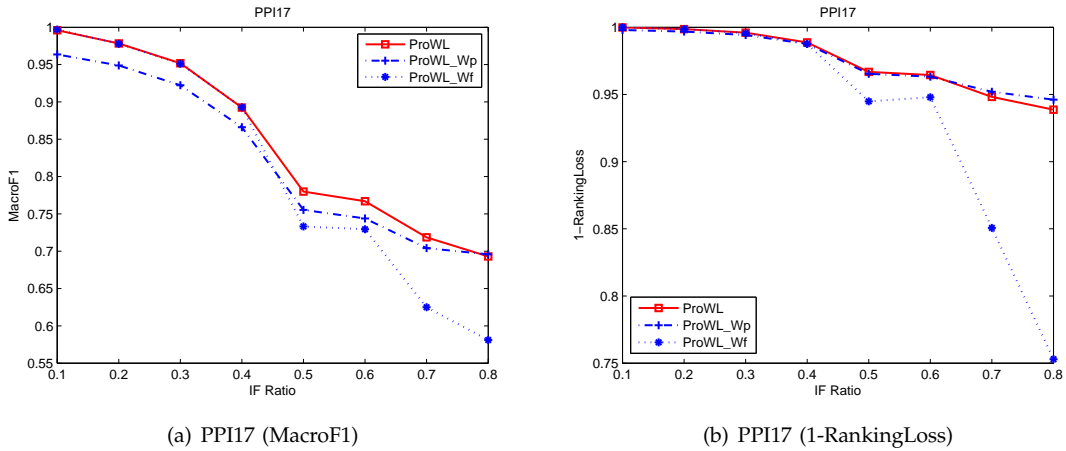 PPI17
1
0.95
0.9
0.85
0.8
0.75
0.7
0.65
0.6
0.55
MacroF1
0.1 0.2 0.3 0.4 0.5 0.6 0.7 0.8
IF Ratio
ProWL
ProWL_Wp
ProWL_Wf
(a) PPI17 (MacroF1)
PPI17
1
0.95
0.9
0.85
0.8
0.75
1−RankingLoss
0.1 0.2 0.3 0.4 0.5 0.6 0.7 0.8
IF Ratio
ProWL
ProWL_Wp
ProWL_Wf
(b) PPI17 (1-RankingLoss)